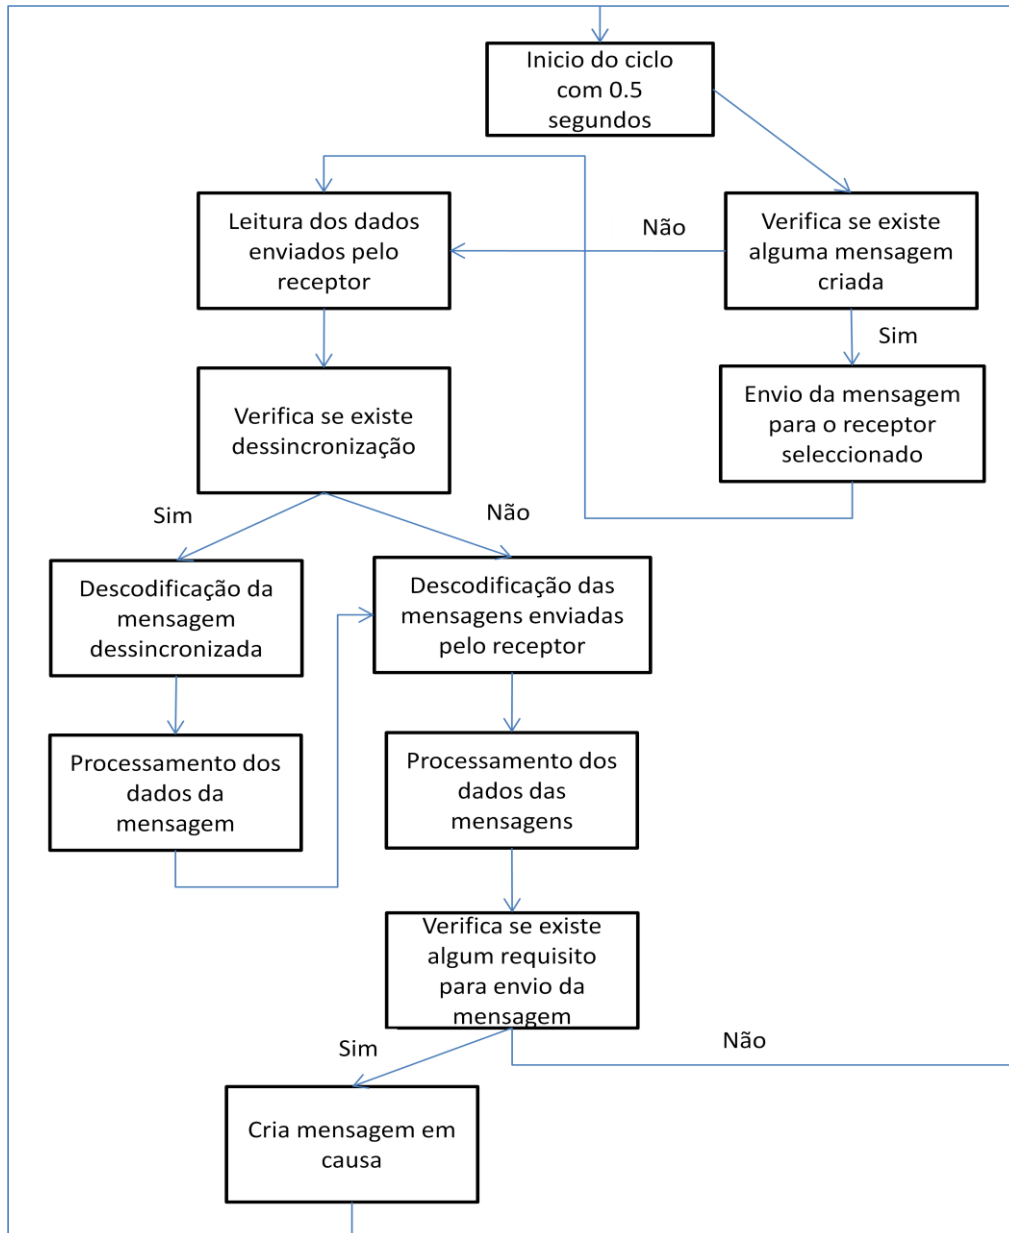 Inicio do ciclo
com 0.5
segundos
Leitura dos dados
enviados pelo
receptor
Não
Verifica se existe
alguma mensagem
criada
Sim
Verifica se existe
dessincronização
Envio da mensagem
para o receptor
seleccionado
Sim
Não
Descodificação da
mensagem
dessincronizada
Descodificação das
mensagens enviadas
pelo receptor
Processamento dos
dados da
mensagem
Processamento dos
dados das
mensagens
Verifica se existe
algum requisito
para envio da
mensagem
Sim
Não
Cria mensagem em
causa